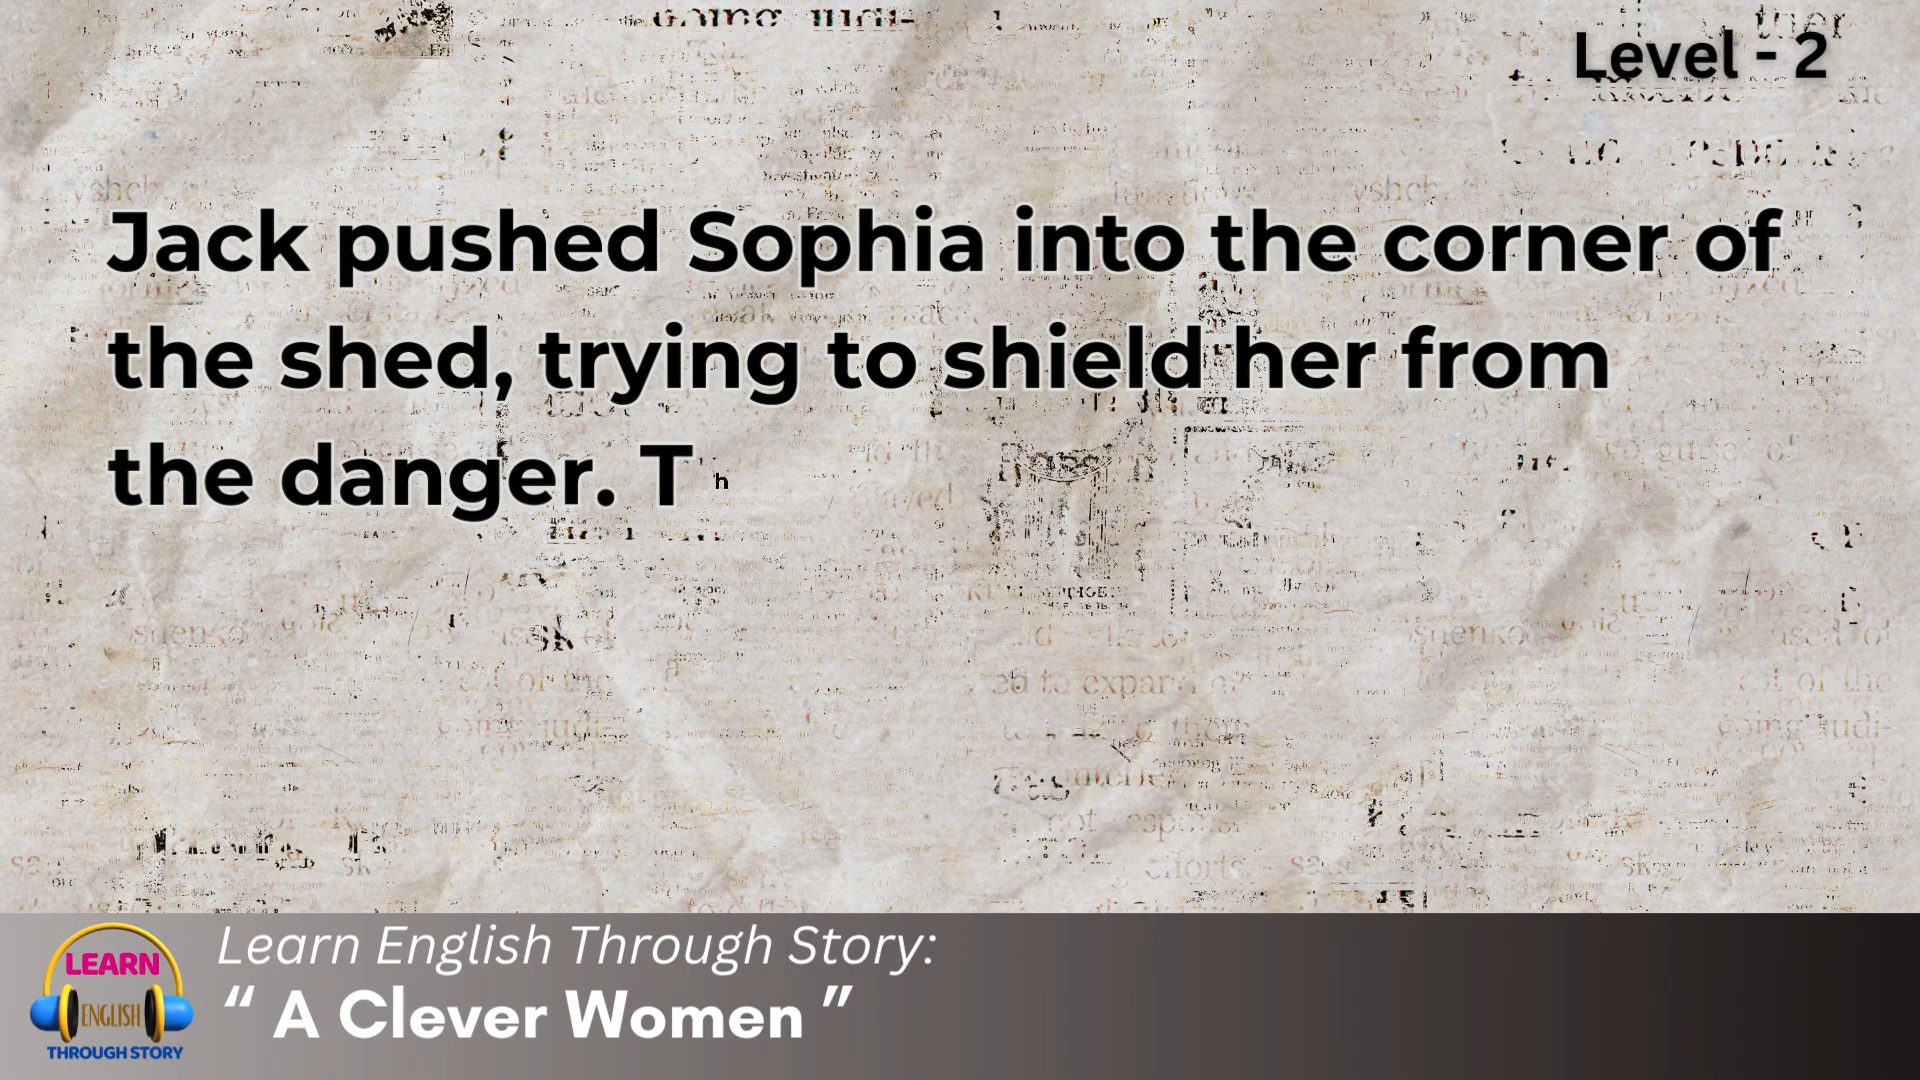 Level - 2
Jack pushed Sophia into the corner of
the shed, trying to shield her from
the danger. T h
Learn English Through Story:
“ A Clever Women ”
LEARN
ENGLISH
THROUGH STORY